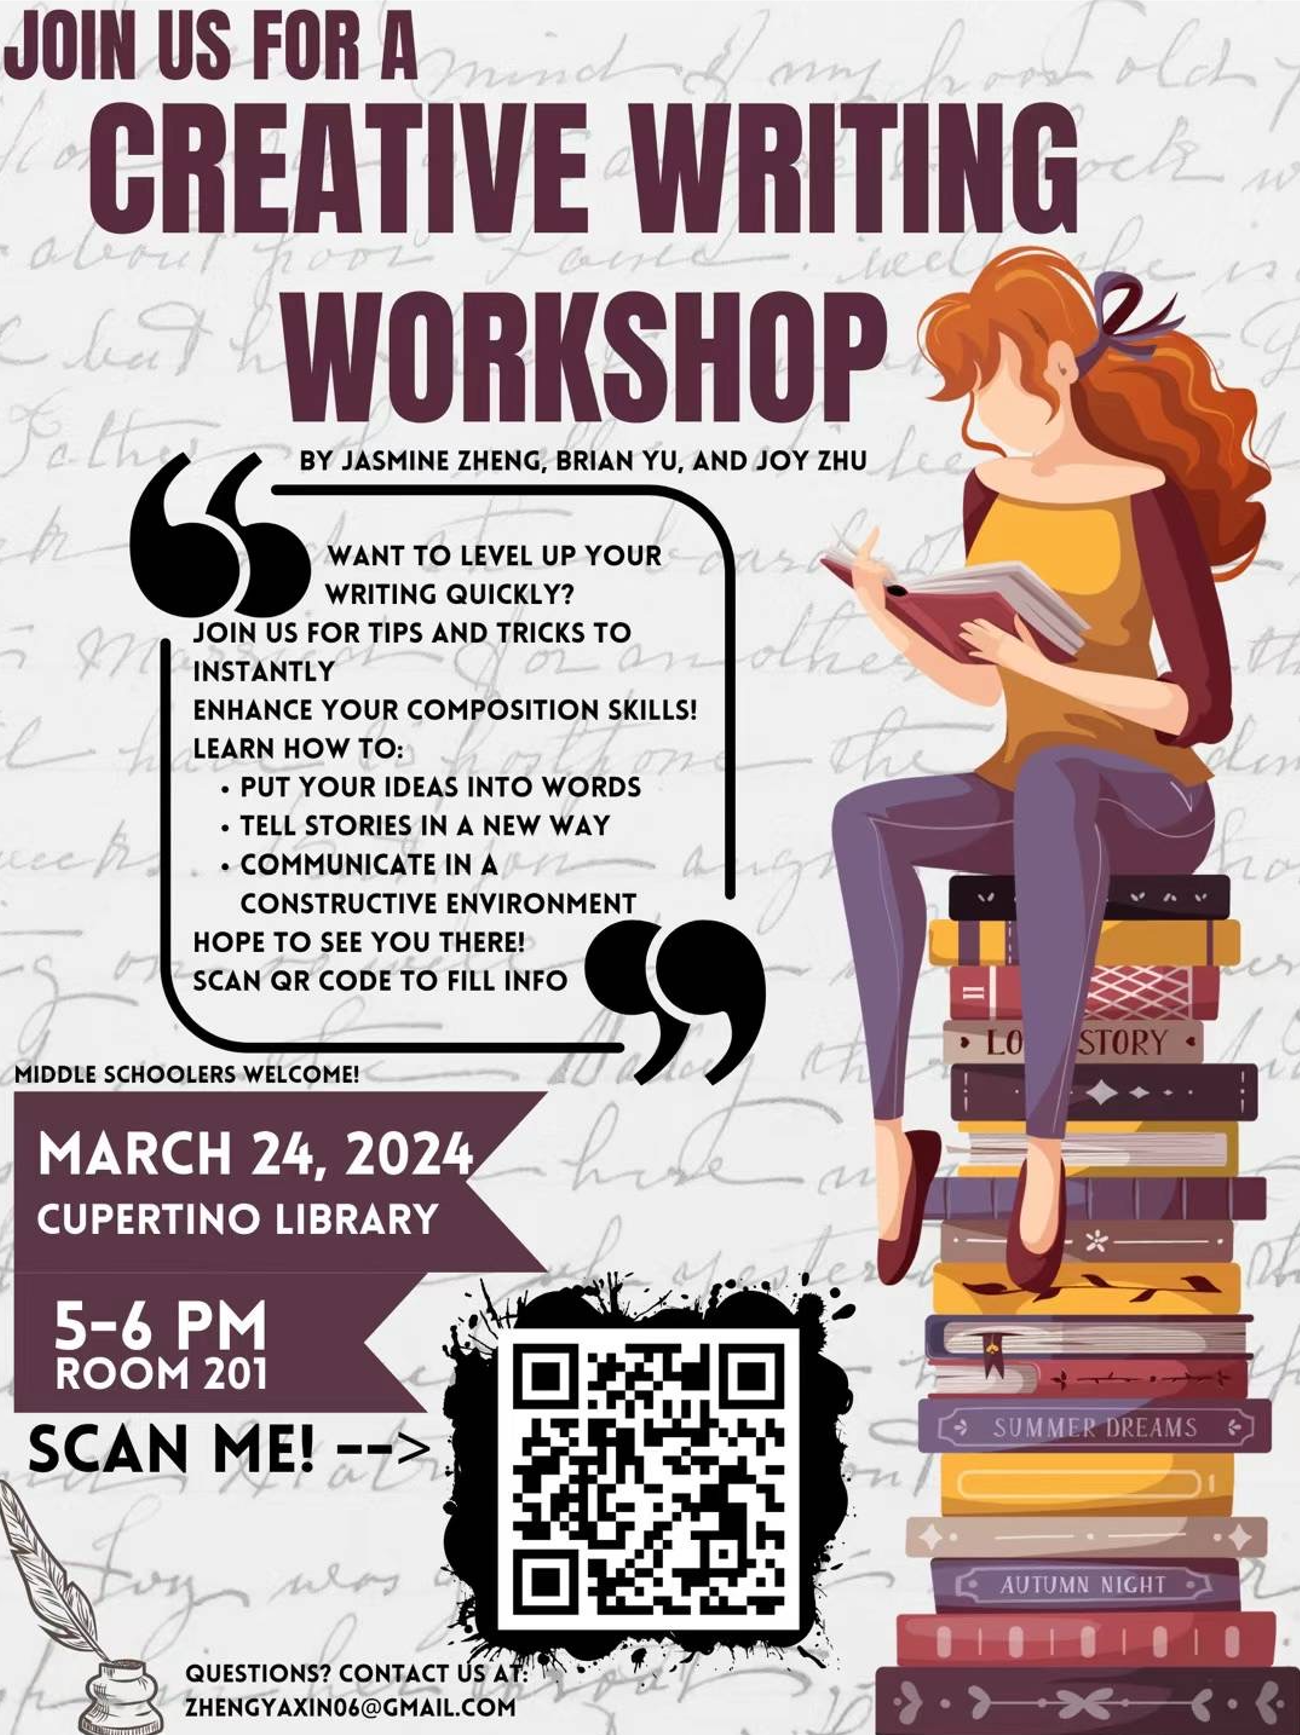 JOIN US FOR A
CREATIVE WRITING
WORKSHOP
BY JASMINE ZHENG, BRIAN YU, AND JOY ZHU
WANT TO LEVEL UP YOUR
WRITING QUICKLY?
JOIN US FOR TIPS AND TRICKS TO
INSTANTLY
ENHANCE YOUR COMPOSITION SKILLS!
LEARN HOW TO:
• PUT YOUR IDEAS INTO WORDS
• TELL STORIES IN A NEW WAY
• COMMUNICATE IN A
CONSTRUCTIVE ENVIRONMENT
HOPE TO SEE YOU THERE!
SCAN QR CODE TO FILL INFO
MIDDLE SCHOOLERS WELCOME!
MARCH 24, 2024
CUPERTINO LIBRARY
5-6 PM
ROOM 201
SCAN ME! -->
QUESTIONS? CONTACT US AT:
ZHENGYAXIN06@GMAIL.COM
STORY
SUMMER DREAMS
AUTUMN NIGHT